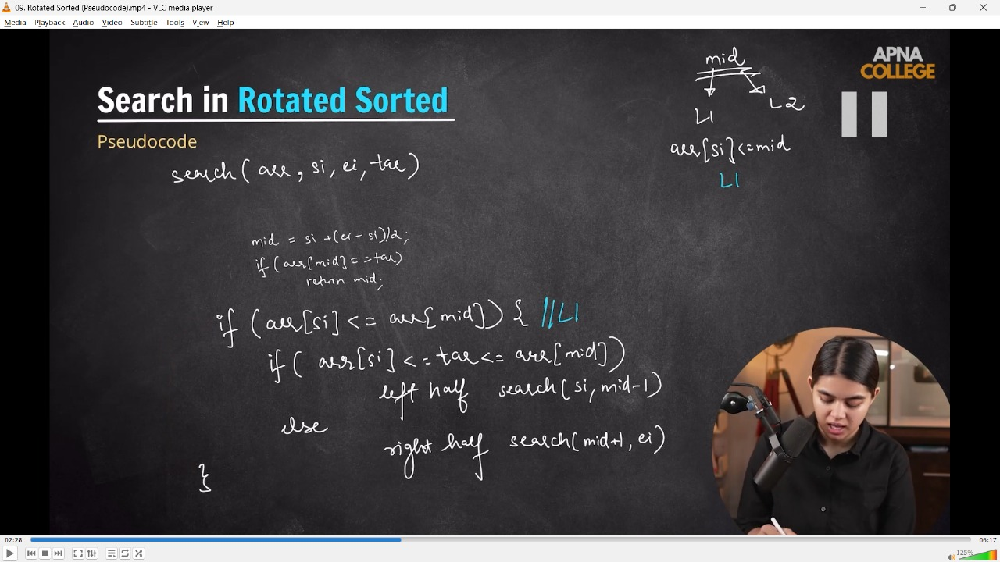 09. Rotated Sorted (Pseudocode).mp4 - VLC media player
Media Playback Audio Video Subtitle Tools View Help
APNA
COLLEGE
mid
L1
L2
arr[si]<=mid
L1
Search in Rotated Sorted
Pseudocode
search( arr, si, ei, tar)
mid = si +(ei - si)/2;
if (arr[mid]==tar)
return mid;
if (arr[si] <= arr[mid]) { //L1
if( arr[si] <=tar<= arr[mid])
left half search( si, mid-1)
else
right half search(mid+1, ei)
}
02:28
06:17
125%